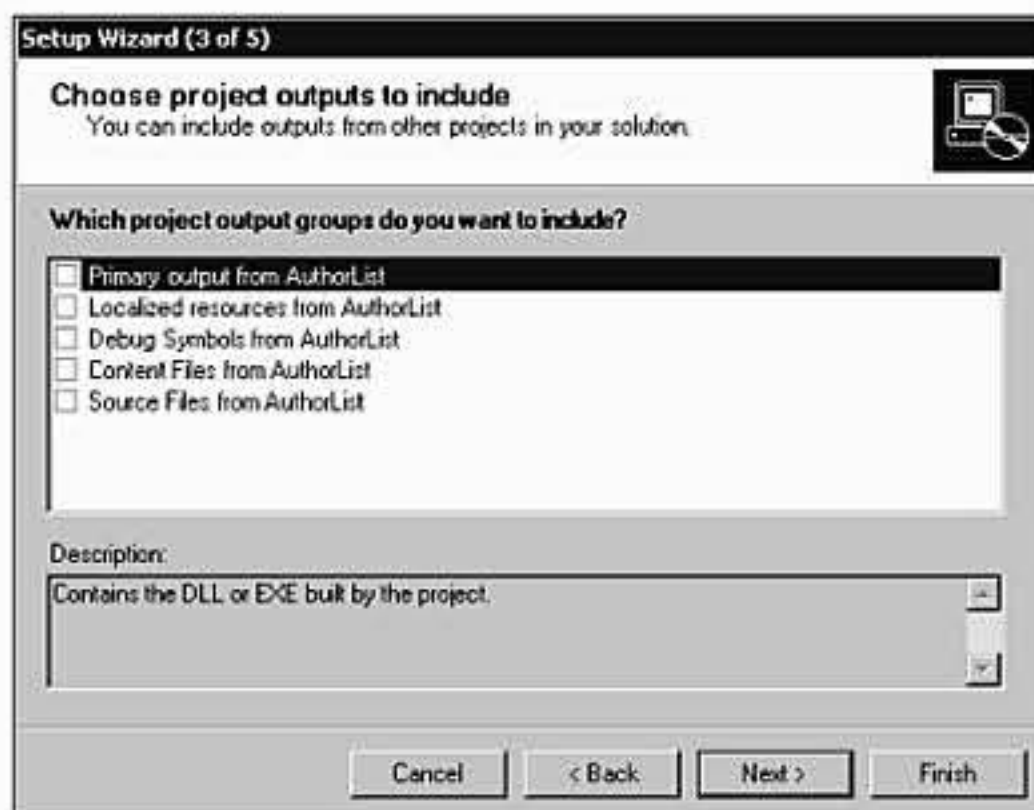 Setup Wizard (3 of 5)
Choose project outputs to include
You can include outputs from other projects in your solution.
Which project output groups do you want to include?
Primary output from AuthorList
Localized resources from AuthorList
Debug Symbols from AuthorList
Content Files from AuthorList
Source Files from AuthorList
Description:
Contains the DLL or EXE built by the project.
Cancel
< Back
Next >
Finish